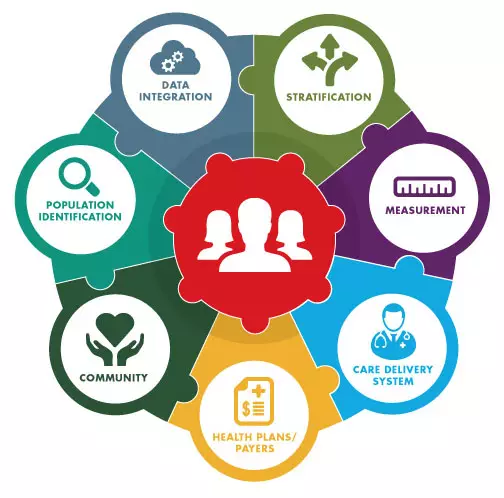 DATA
INTEGRATION
STRATIFICATION
MEASUREMENT
CARE DELIVERY
SYSTEM
HEALTH PLANS/
PAYERS
COMMUNITY
POPULATION
IDENTIFICATION